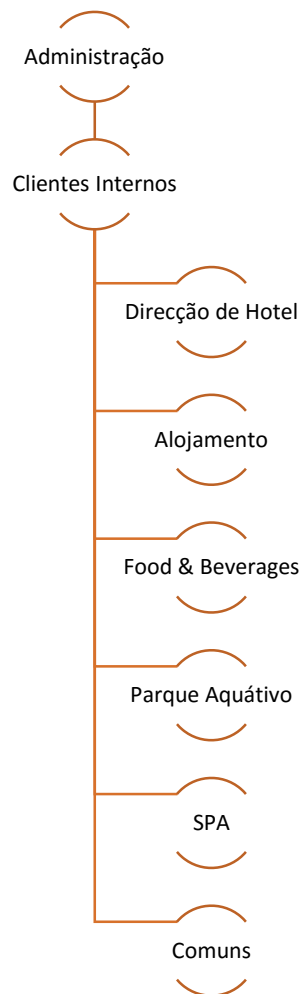 Administração
Clientes Internos
Direcção de Hotel
Alojamento
Food & Beverages
Parque Aquátivo
SPA
Comuns